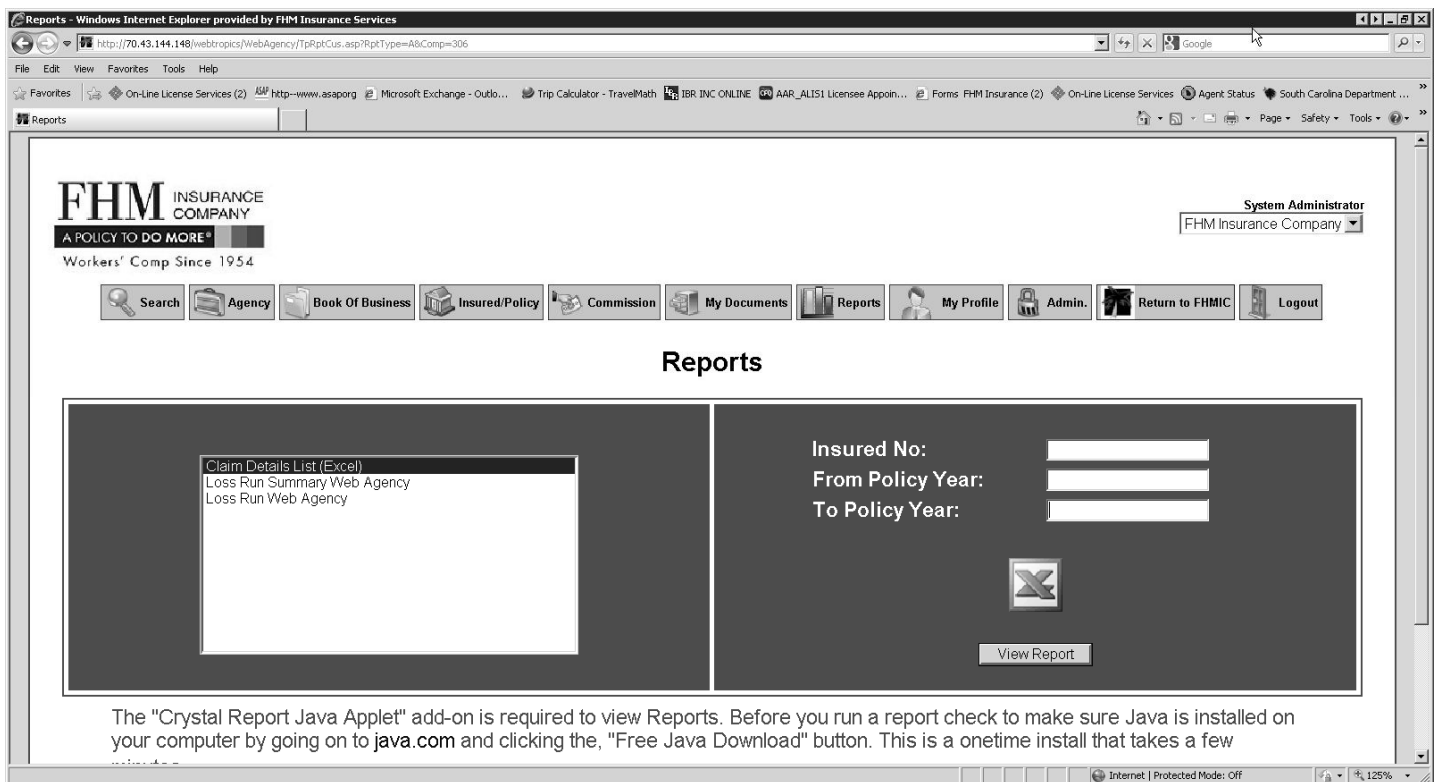 Reports - Windows Internet Explorer provided by FHM Insurance Services
http://70.43.144.148/webtropics/WebAgency/TpRptCus.asp?RptType=A&Comp=306
Google
File Edit View Favorites Tools Help
Favorites On-Line License Services (2) http--www.asaporg Microsoft Exchange - Outlo... Trip Calculator - TravelMath IBR INC ONLINE AAR_ALIS1 Licensee Appoin... Forms FHM Insurance (2) On-Line License Services Agent Status South Carolina Department ...
Reports Page Safety Tools
FHM INSURANCE COMPANY
A POLICY TO DO MORE®
Workers' Comp Since 1954
System Administrator
FHM Insurance Company
Search Agency Book Of Business Insured/Policy Commission My Documents Reports My Profile Admin. Return to FHMIC Logout
Reports
Claim Details List (Excel)
Loss Run Summary Web Agency
Loss Run Web Agency
Insured No:
From Policy Year:
To Policy Year:
View Report
The "Crystal Report Java Applet" add-on is required to view Reports. Before you run a report check to make sure Java is installed on
your computer by going on to java.com and clicking the, "Free Java Download" button. This is a onetime install that takes a few
Internet | Protected Mode: Off 125%